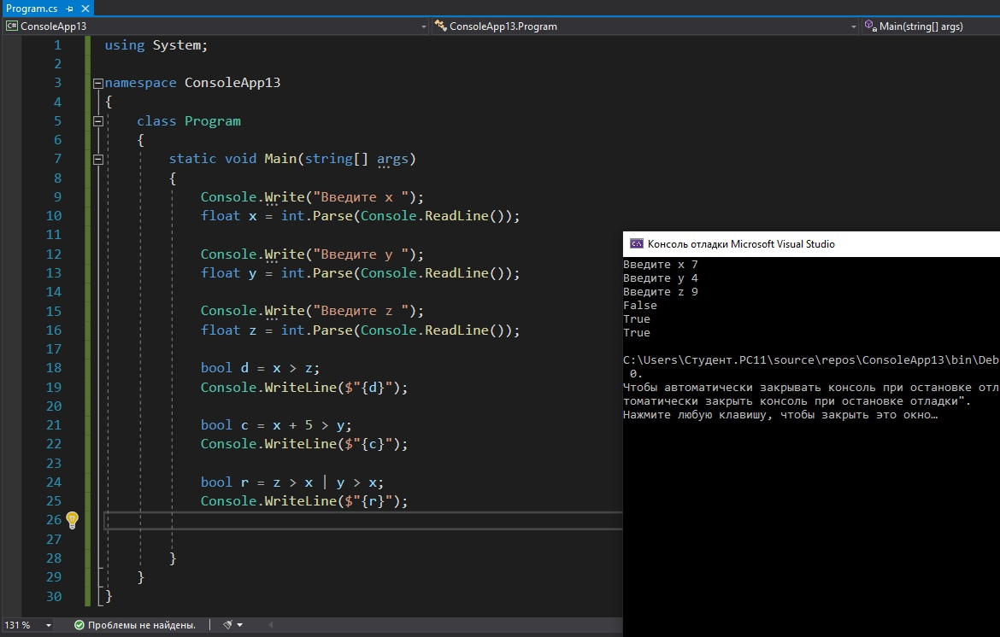 Program.cs
C# ConsoleApp13
ConsoleApp13.Program
Main(string[] args)
1 using System;
2
3 namespace ConsoleApp13
4 {
5 class Program
6 {
7 static void Main(string[] args)
8 {
9 Console.Write("Введите x ");
10 float x = int.Parse(Console.ReadLine());
11
12 Console.Write("Введите y ");
13 float y = int.Parse(Console.ReadLine());
14
15 Console.Write("Введите z ");
16 float z = int.Parse(Console.ReadLine());
17
18 bool d = x > z;
19 Console.WriteLine($"{d}");
20
21 bool c = x + 5 > y;
22 Console.WriteLine($"{c}");
23
24 bool r = z > x | y > x;
25 Console.WriteLine($"{r}");
26
27
28 }
29 }
30 }
Консоль отладки Microsoft Visual Studio
Введите x 7
Введите y 4
Введите z 9
False
True
True
C:\Users\Студент.PC11\source\repos\ConsoleApp13\bin\Deb
0.
Чтобы автоматически закрывать консоль при остановке отл
томатически закрыть консоль при остановке отладки".
Нажмите любую клавишу, чтобы закрыть это окно…
131 %
Проблемы не найдены.